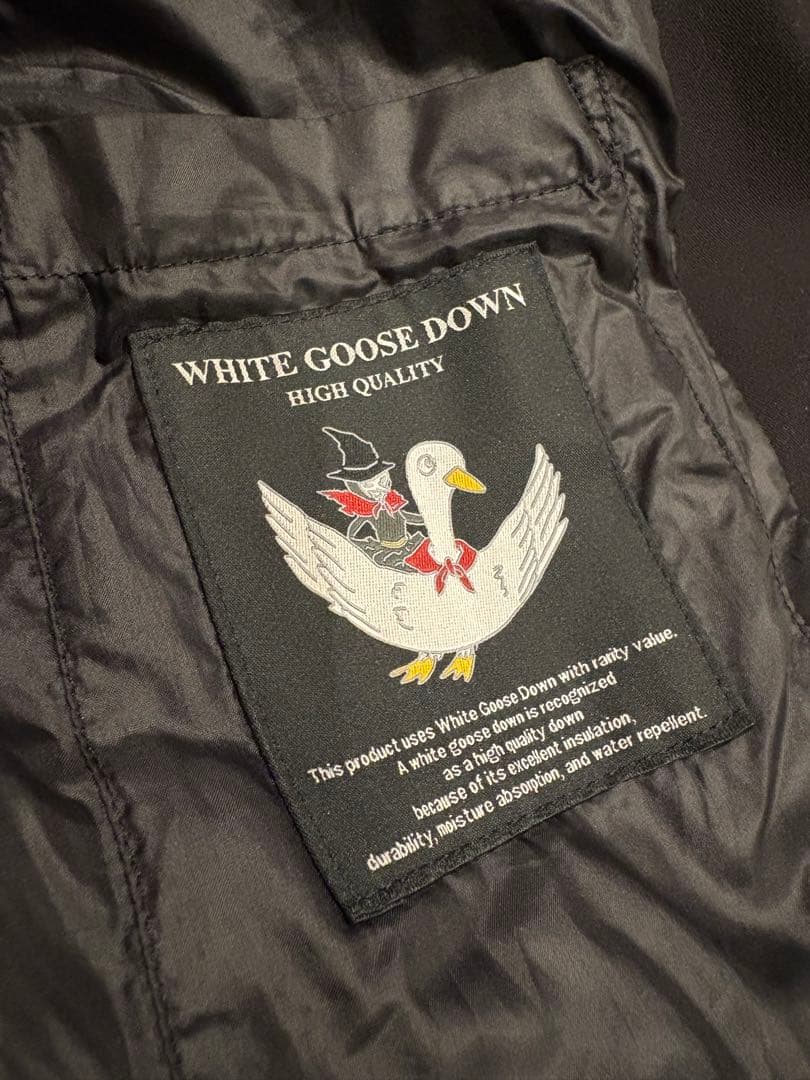 WHITE GOOSE DOWN
HIGH QUALITY
This product uses White Goose Down with rarity value.
A white goose down is recognized
as a high quality down
because of its excellent insulation,
durability, moisture absorption, and water repellent.